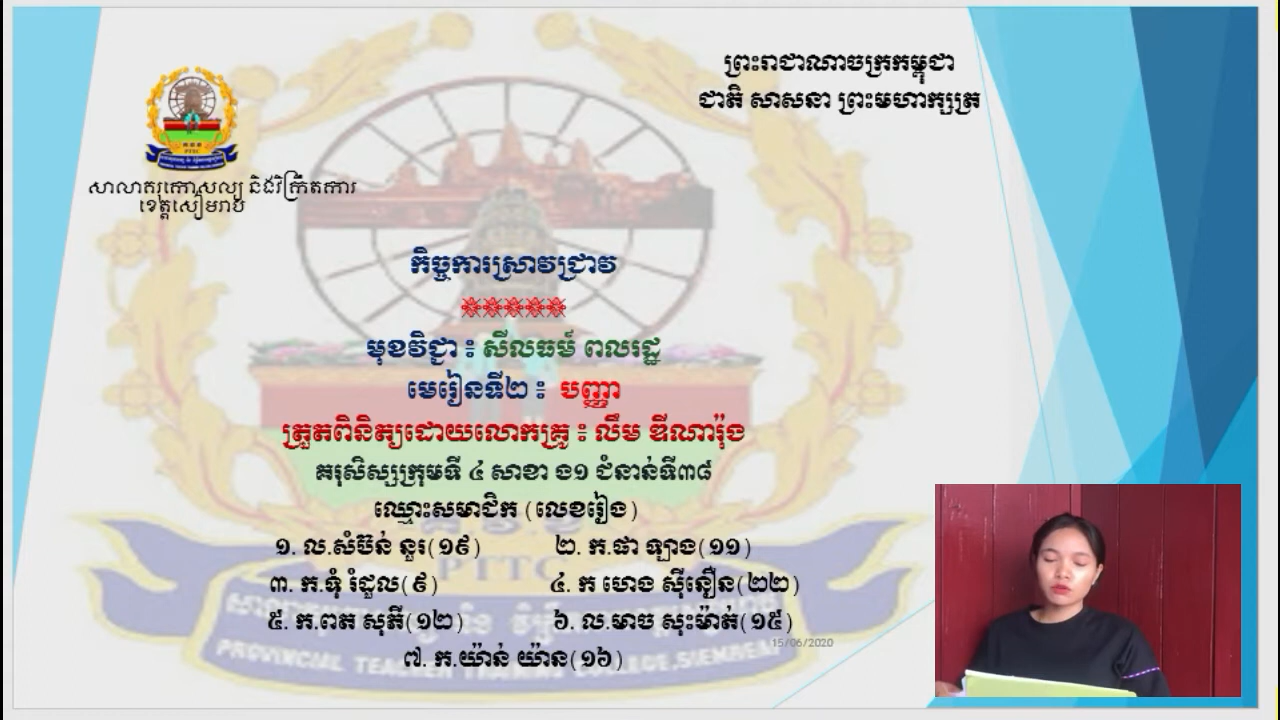 ព្រះរាជាណាចក្រកម្ពុជា
ជាតិ សាសនា ព្រះមហាក្សត្រ
សាលាគរុកោសល្យ និងវិក្រឹតការ
ខេត្តសៀមរាប
កិច្ចការស្រាវជ្រាវ
មុខវិជ្ជា ៖ សីលធម៌ ពលរដ្ឋ
មេរៀនទី២ ៖ បញ្ញា
ត្រួតពិនិត្យដោយលោកគ្រូ ៖ លឹម ឌីណារ៉ុង
គរុសិស្សក្រុមទី ៤ សាខា ង១ ជំនាន់ទី៣៨
ឈ្មោះសមាជិក (លេខរៀង)
១. ល.សំប៊ន់ នួរ(១៩) ២. ក.ផា ឡាង(១១)
៣. ក.ទុំ រំដួល(៩) ៤. ក ហេង ស៊ីនឿន(២២)
៥. ក.ពត សុភី(១២) ៦. ល.មាច សុះម៉ាត់(១៥)
៧. ក.យ៉ាន់ យ៉ាន(១៦)
15/06/2020
PTTC
PROVINCIAL TEACHER TRAINING COLLEGE.SIEMREAP